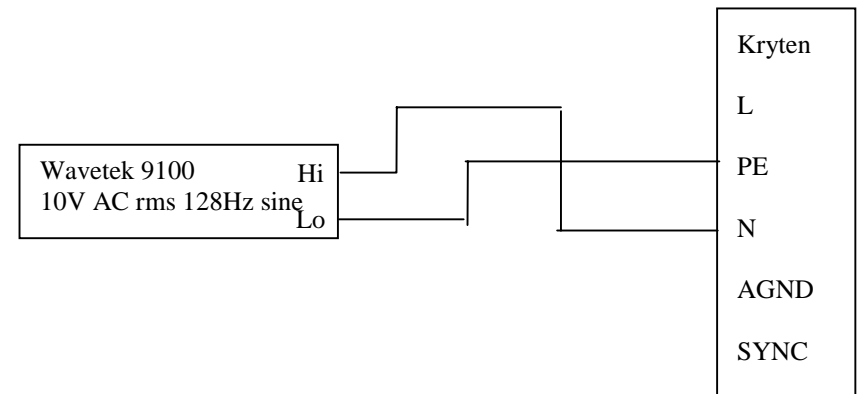 Kryten
L
Wavetek 9100 Hi
PE
10V AC rms 128Hz sine
Lo
N
AGND
SYNC